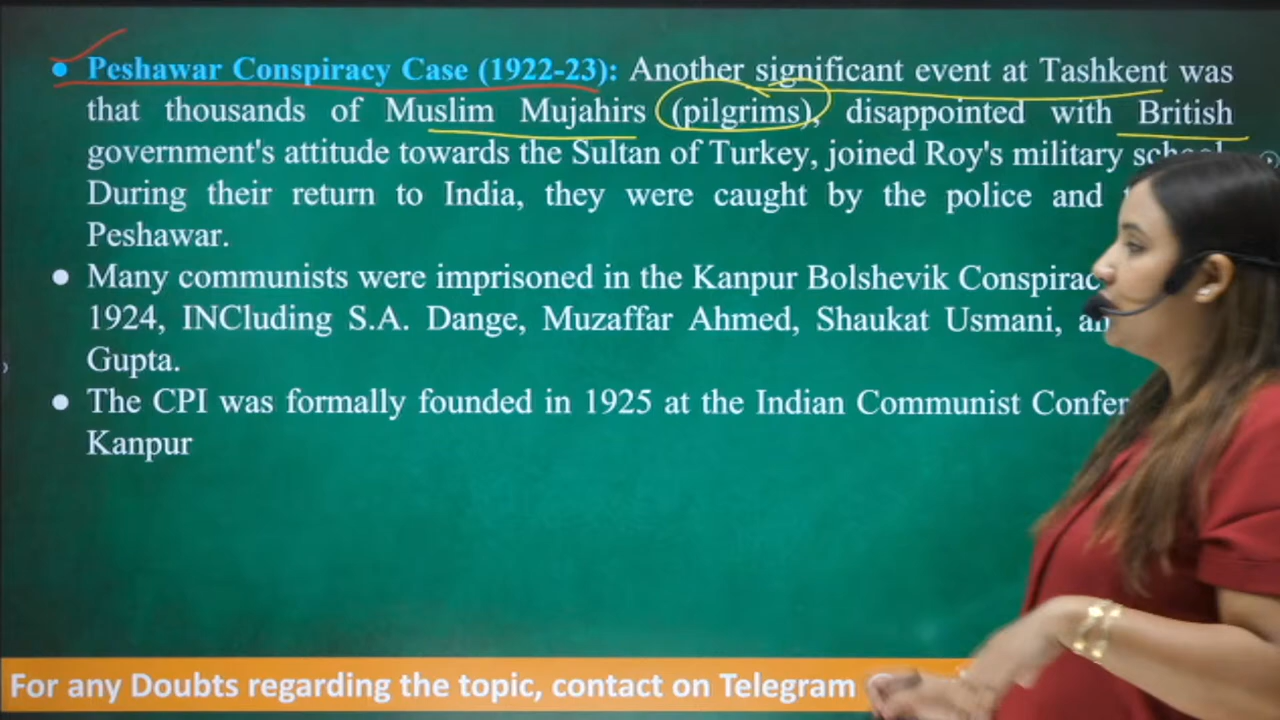 ● Peshawar Conspiracy Case (1922-23): Another significant event at Tashkent was
that thousands of Muslim Mujahirs (pilgrims), disappointed with British
government's attitude towards the Sultan of Turkey, joined Roy's military
During their return to India, they were caught by the police and
Peshawar.
● Many communists were imprisoned in the Kanpur Bolshevik
1924, INCluding S.A. Dange, Muzaffar Ahmed, Shaukat Usmani,
Gupta.
● The CPI was formally founded in 1925 at the Indian Communist
Kanpur
For any Doubts regarding the topic, contact on Telegram